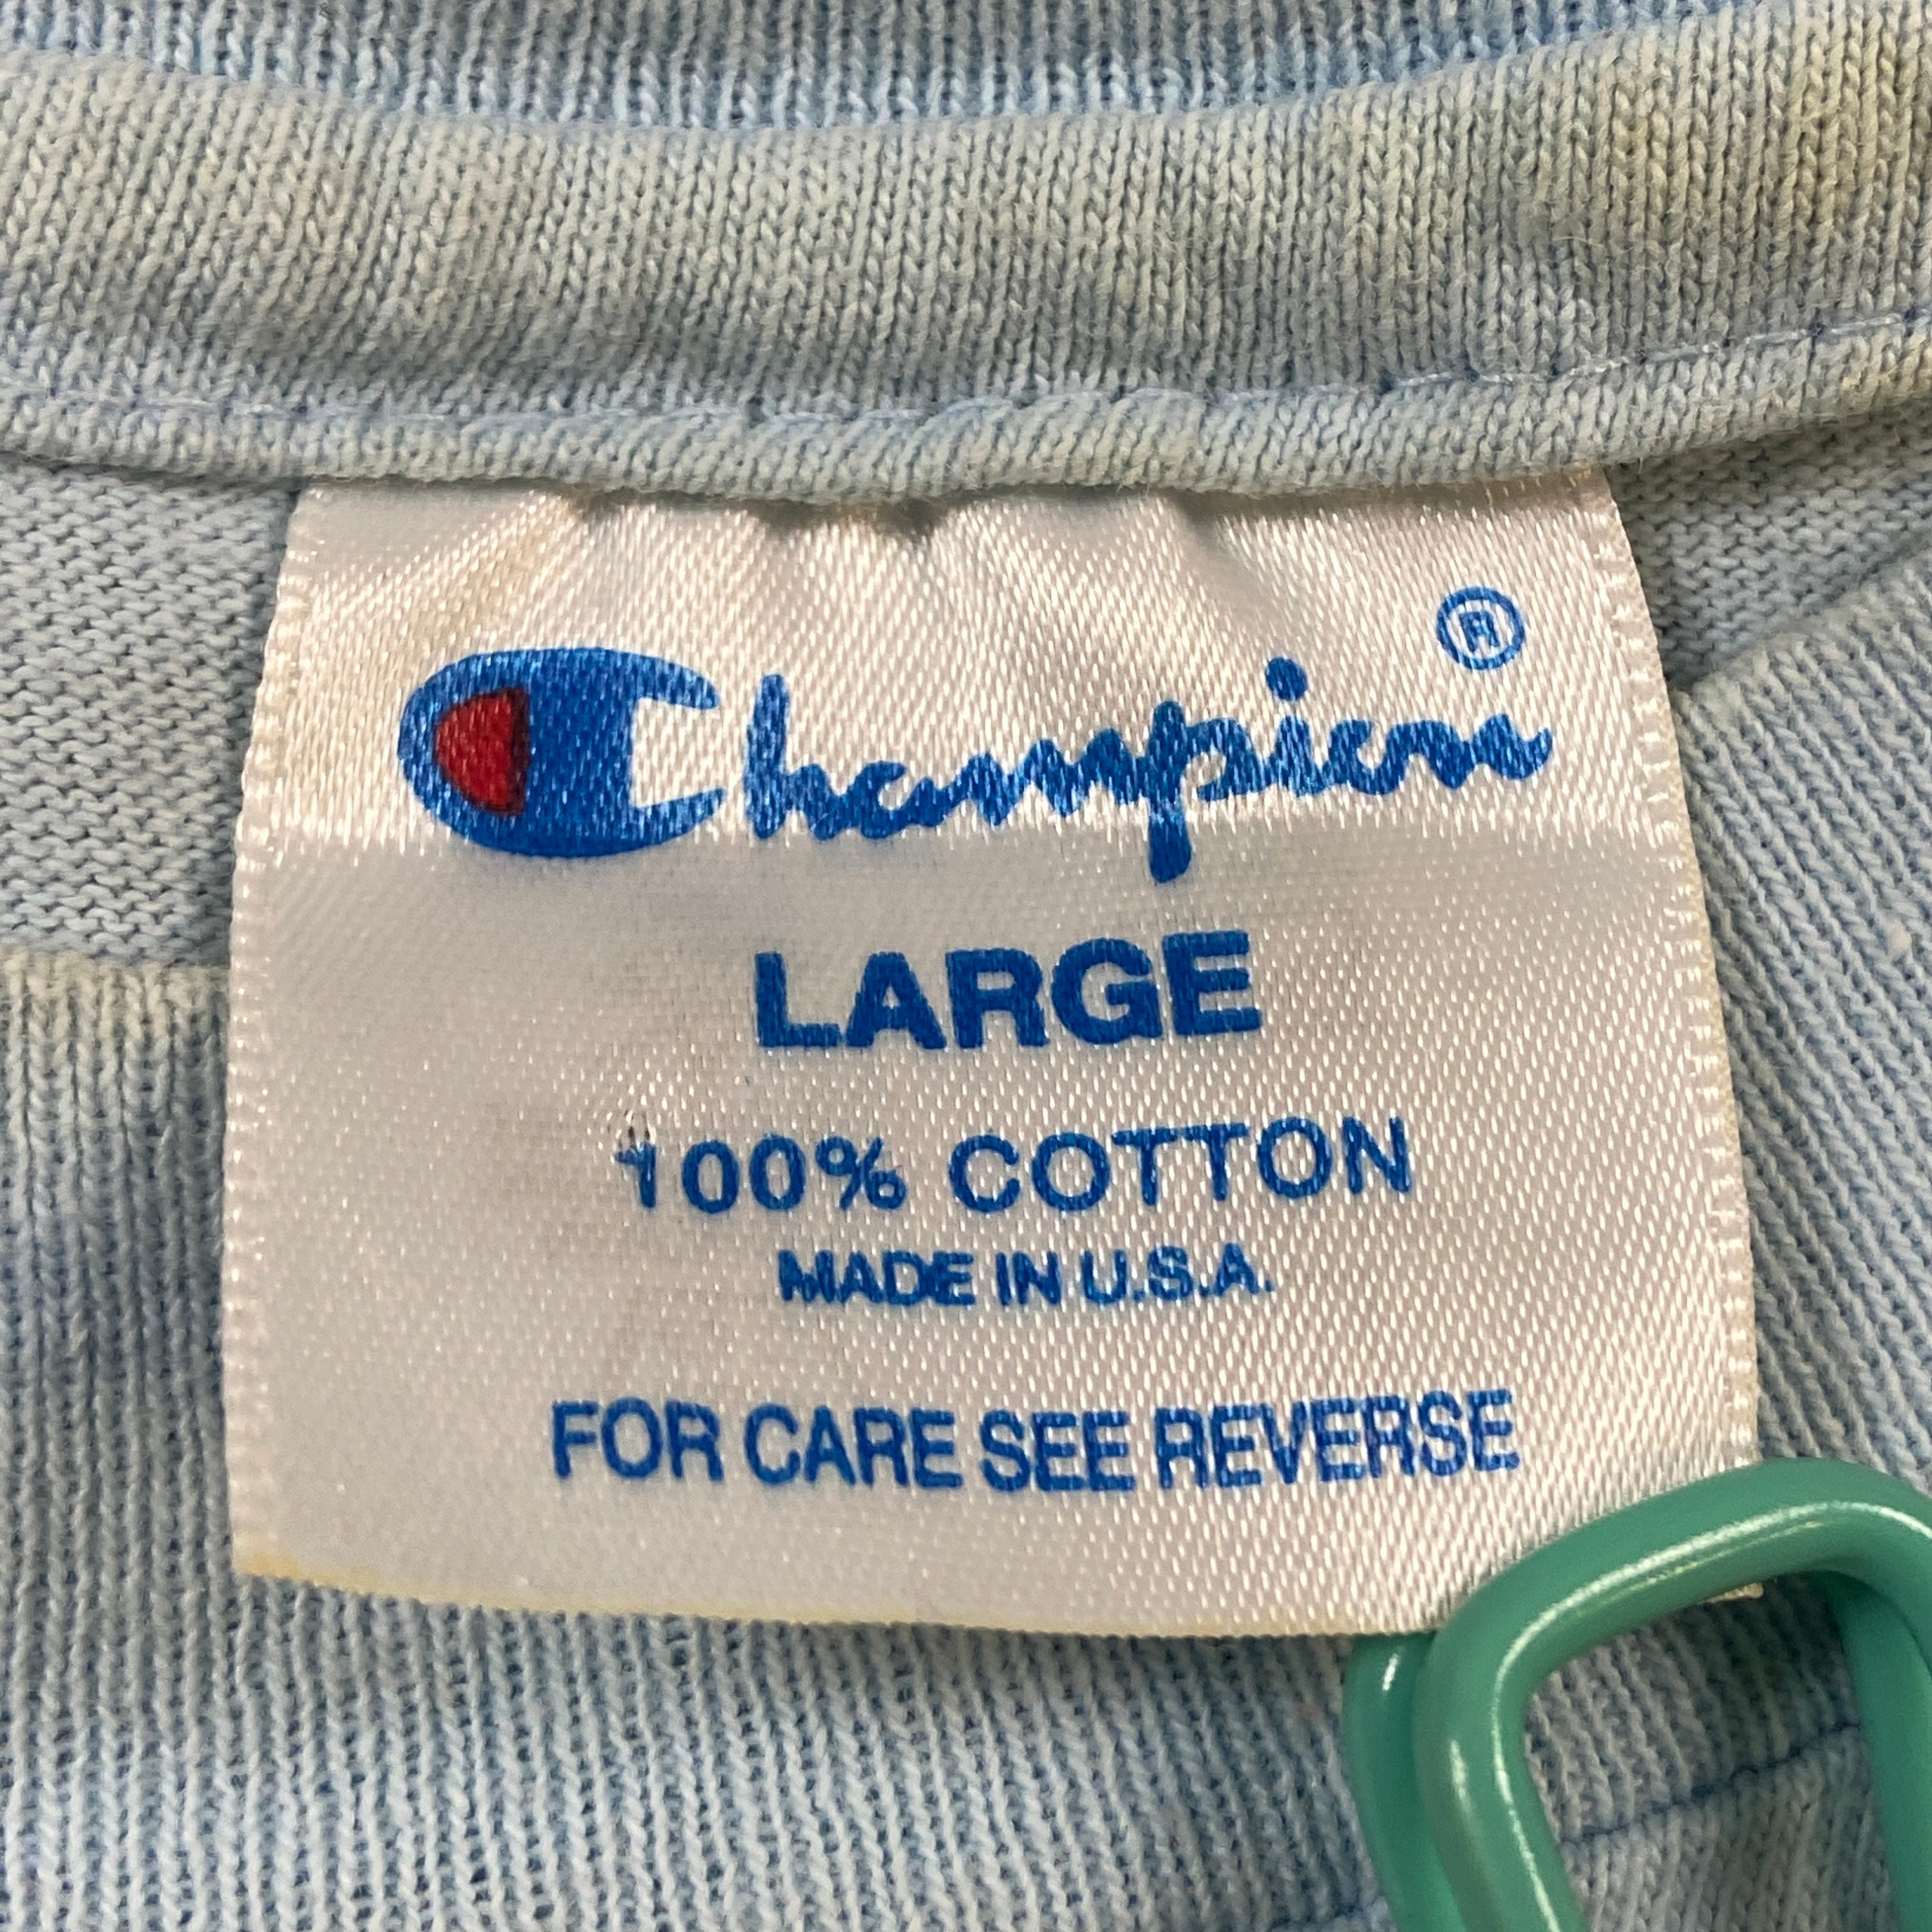 Champion®
LARGE
100% COTTON
MADE IN U.S.A.
FOR CARE SEE REVERSE